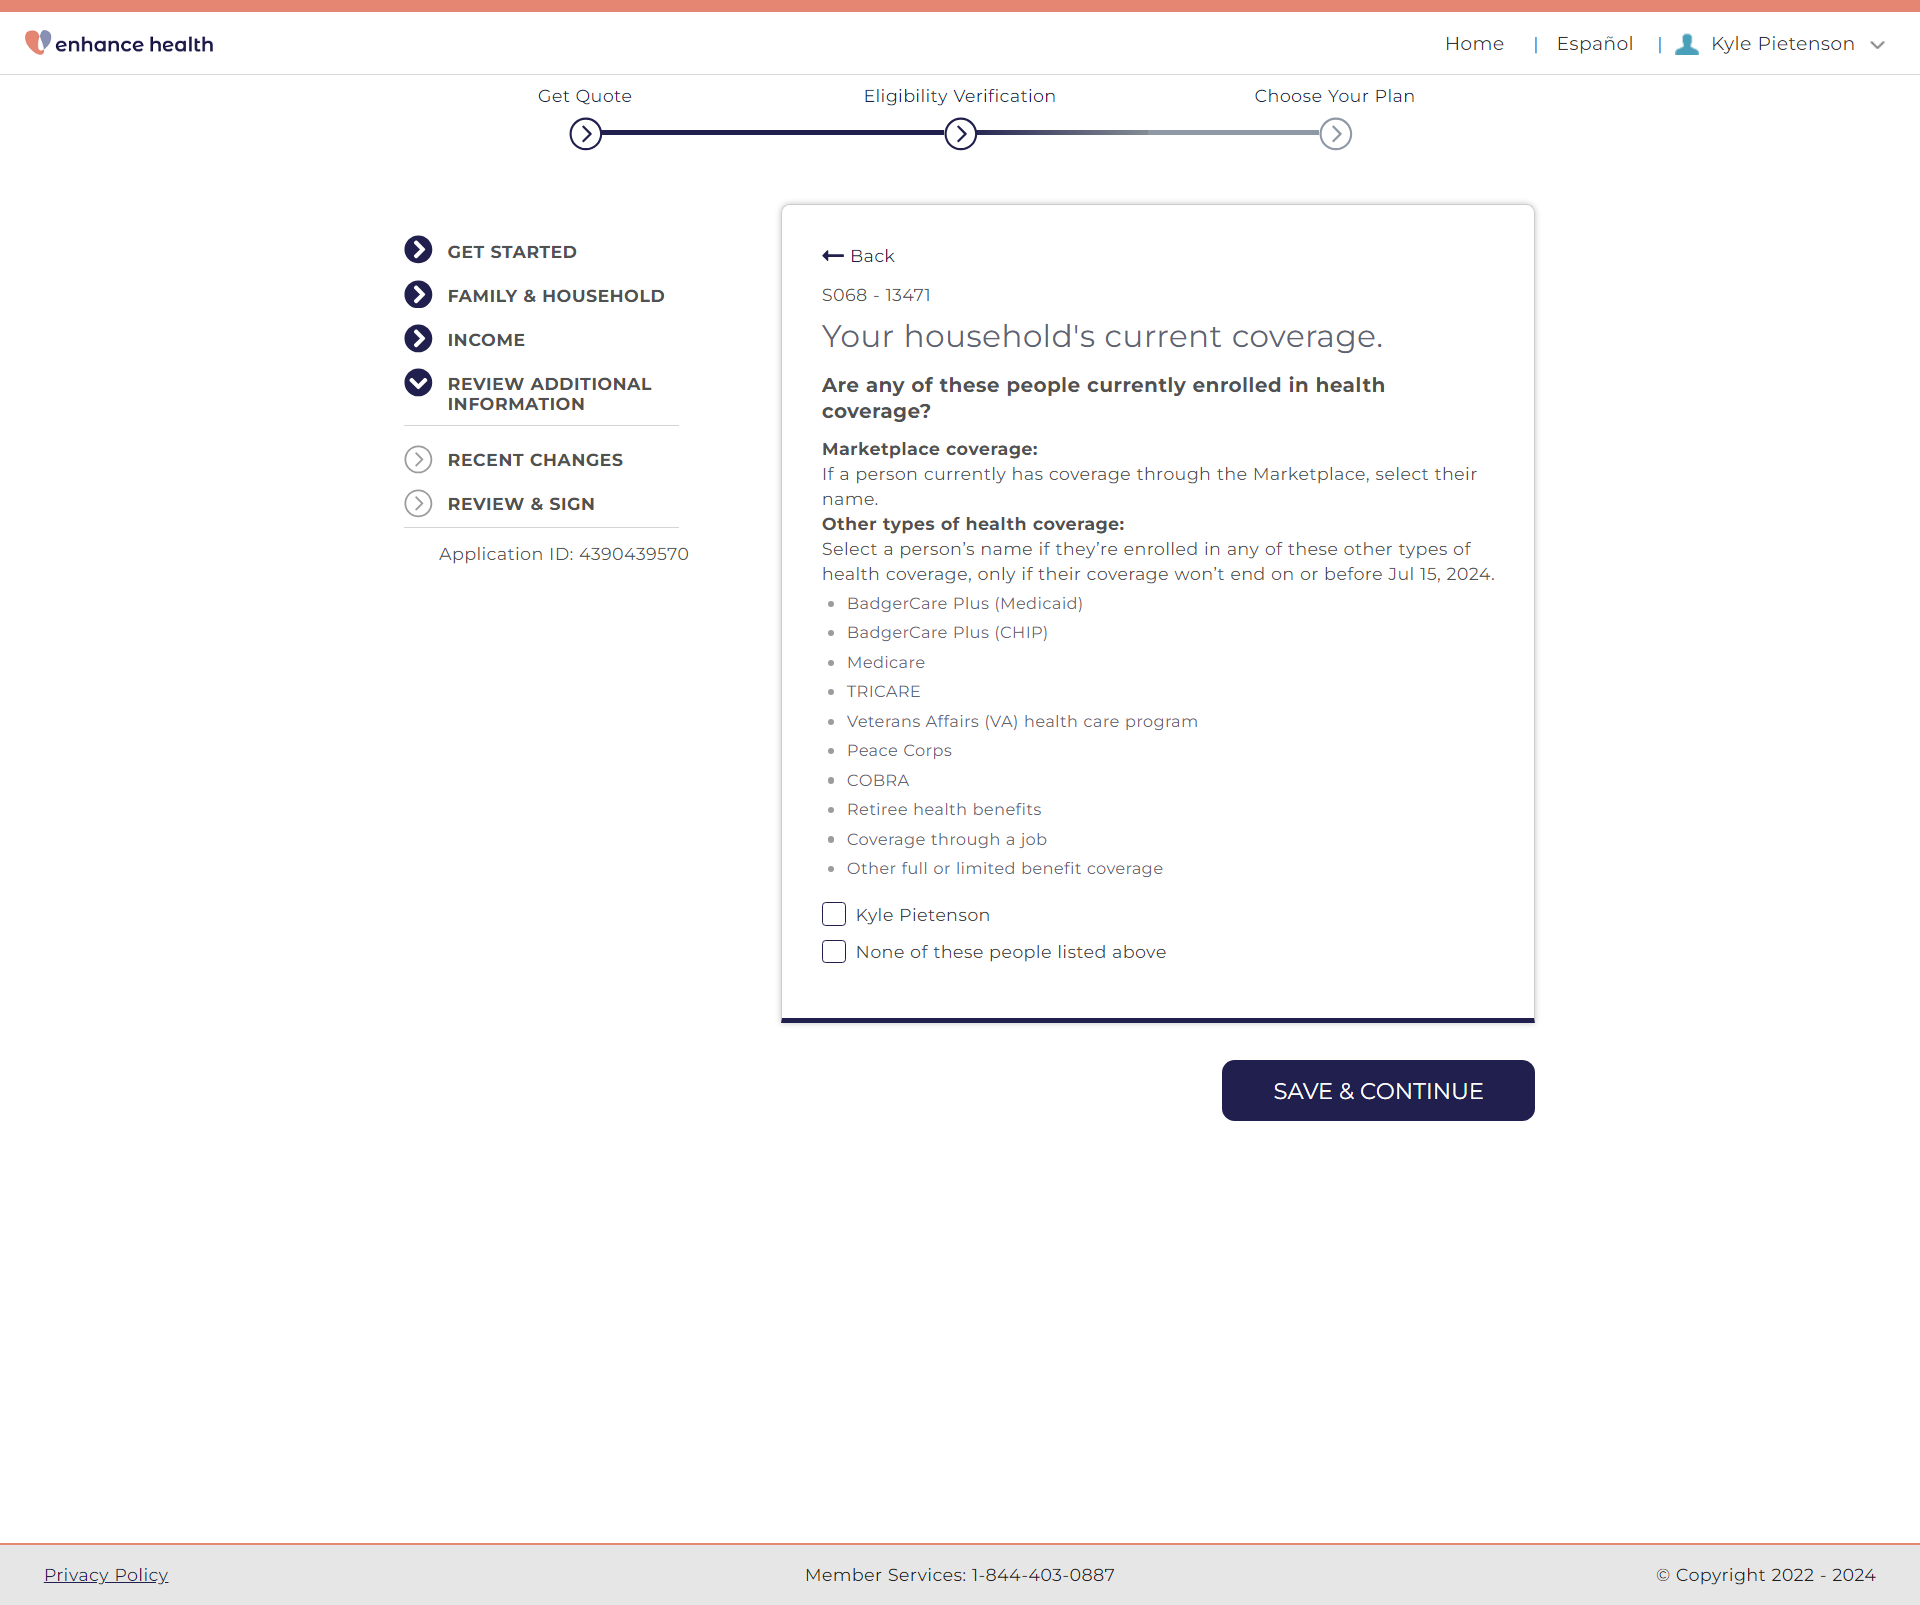 enhance health
Home | Español | Kyle Pietenson
Get Quote
Eligibility Verification
Choose Your Plan
GET STARTED
FAMILY & HOUSEHOLD
INCOME
REVIEW ADDITIONAL
INFORMATION
RECENT CHANGES
REVIEW & SIGN
Application ID: 4390439570
Back
S068 - 13471
Your household's current coverage.
Are any of these people currently enrolled in health
coverage?
Marketplace coverage:
If a person currently has coverage through the Marketplace, select their
name.
Other types of health coverage:
Select a person’s name if they’re enrolled in any of these other types of
health coverage, only if their coverage won’t end on or before Jul 15, 2024.
• BadgerCare Plus (Medicaid)
• BadgerCare Plus (CHIP)
• Medicare
• TRICARE
• Veterans Affairs (VA) health care program
• Peace Corps
• COBRA
• Retiree health benefits
• Coverage through a job
• Other full or limited benefit coverage
Kyle Pietenson
None of these people listed above
SAVE & CONTINUE
Privacy Policy
Member Services: 1-844-403-0887
© Copyright 2022 - 2024